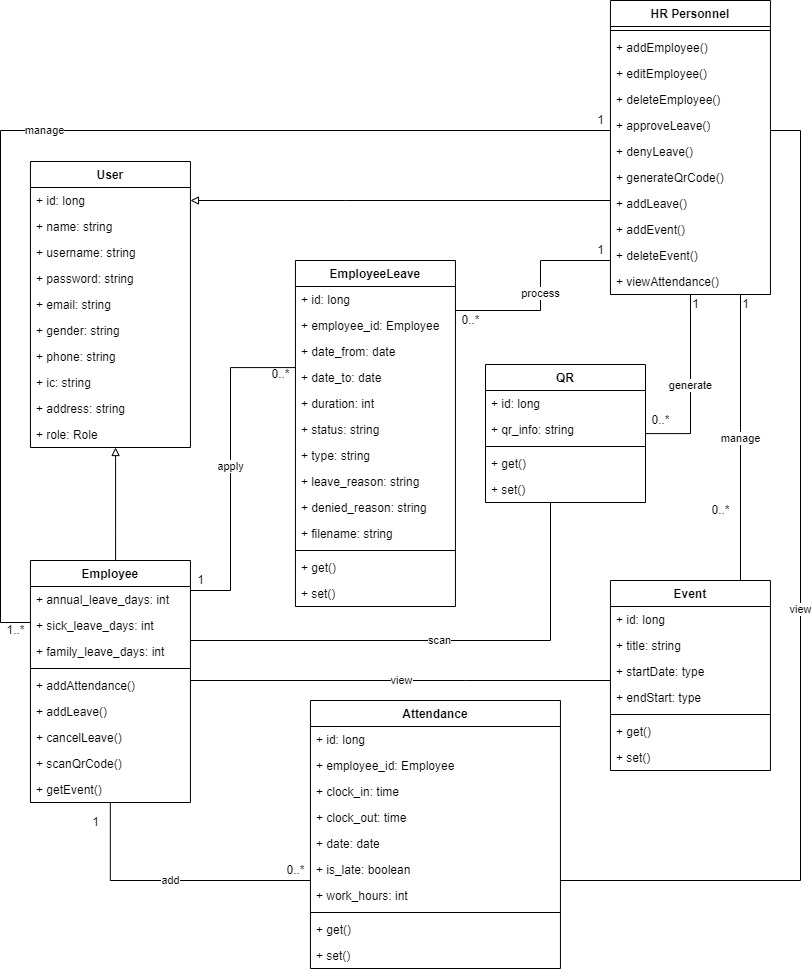 HR Personnel
+ addEmployee()
+ editEmployee()
+ deleteEmployee()
+ approveLeave()
+ denyLeave()
+ generateQrCode()
+ addLeave()
+ addEvent()
+ deleteEvent()
+ viewAttendance()
manage
1
User
+ id: long
+ name: string
+ username: string
+ password: string
+ email: string
+ gender: string
+ phone: string
+ ic: string
+ address: string
+ role: Role
EmployeeLeave
+ id: long
+ employee_id: Employee
+ date_from: date
+ date_to: date
+ duration: int
+ status: string
+ type: string
+ leave_reason: string
+ denied_reason: string
+ filename: string
+ get()
+ set()
1
process
0..*
0..*
apply
1
QR
+ id: long
+ qr_info: string
+ get()
+ set()
1
generate
0..*
1
manage
0..*
Employee
+ annual_leave_days: int
+ sick_leave_days: int
+ family_leave_days: int
+ addAttendance()
+ addLeave()
+ cancelLeave()
+ scanQrCode()
+ getEvent()
1..*
scan
view
Event
+ id: long
+ title: string
+ startDate: type
+ endStart: type
+ get()
+ set()
view
Attendance
+ id: long
+ employee_id: Employee
+ clock_in: time
+ clock_out: time
+ date: date
+ is_late: boolean
+ work_hours: int
+ get()
+ set()
1
0..*
add